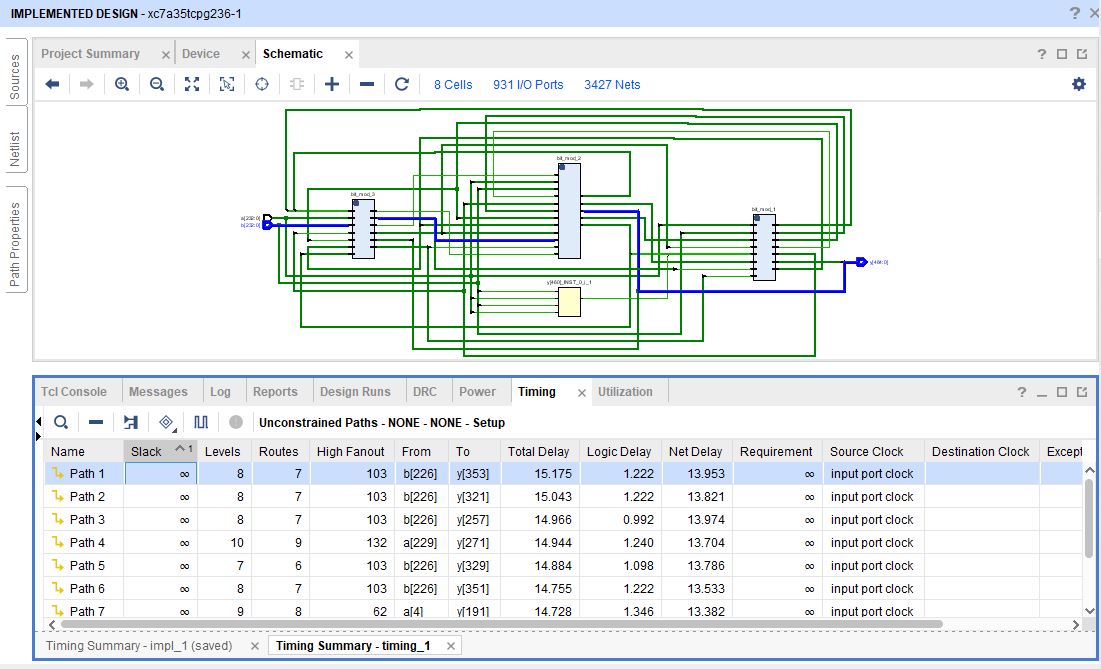 IMPLEMENTED DESIGN - xc7a35tcpg236-1
Sources
Netlist
Path Properties
Project Summary Device Schematic
8 Cells 931 I/O Ports 3427 Nets
bit_mod_2
bit_mod_3
bit_mod_1
a[232:0]
b[232:0]
y[464:0]
y[460]_INST_0_i_1
Tcl Console Messages Log Reports Design Runs DRC Power Timing Utilization
Unconstrained Paths - NONE - NONE - Setup
Name Slack ^1 Levels Routes High Fanout From To Total Delay Logic Delay Net Delay Requirement Source Clock Destination Clock Except
Path 1 ∞ 8 7 103 b[226] y[353] 15.175 1.222 13.953 ∞ input port clock
Path 2 ∞ 8 7 103 b[226] y[321] 15.043 1.222 13.821 ∞ input port clock
Path 3 ∞ 8 7 103 b[226] y[257] 14.966 0.992 13.974 ∞ input port clock
Path 4 ∞ 10 9 132 a[229] y[271] 14.944 1.240 13.704 ∞ input port clock
Path 5 ∞ 7 6 103 b[226] y[329] 14.884 1.098 13.786 ∞ input port clock
Path 6 ∞ 8 7 103 b[226] y[351] 14.755 1.222 13.533 ∞ input port clock
Path 7 ∞ 9 8 62 a[4] y[191] 14.728 1.346 13.382 ∞ input port clock
Timing Summary - impl_1 (saved) Timing Summary - timing_1